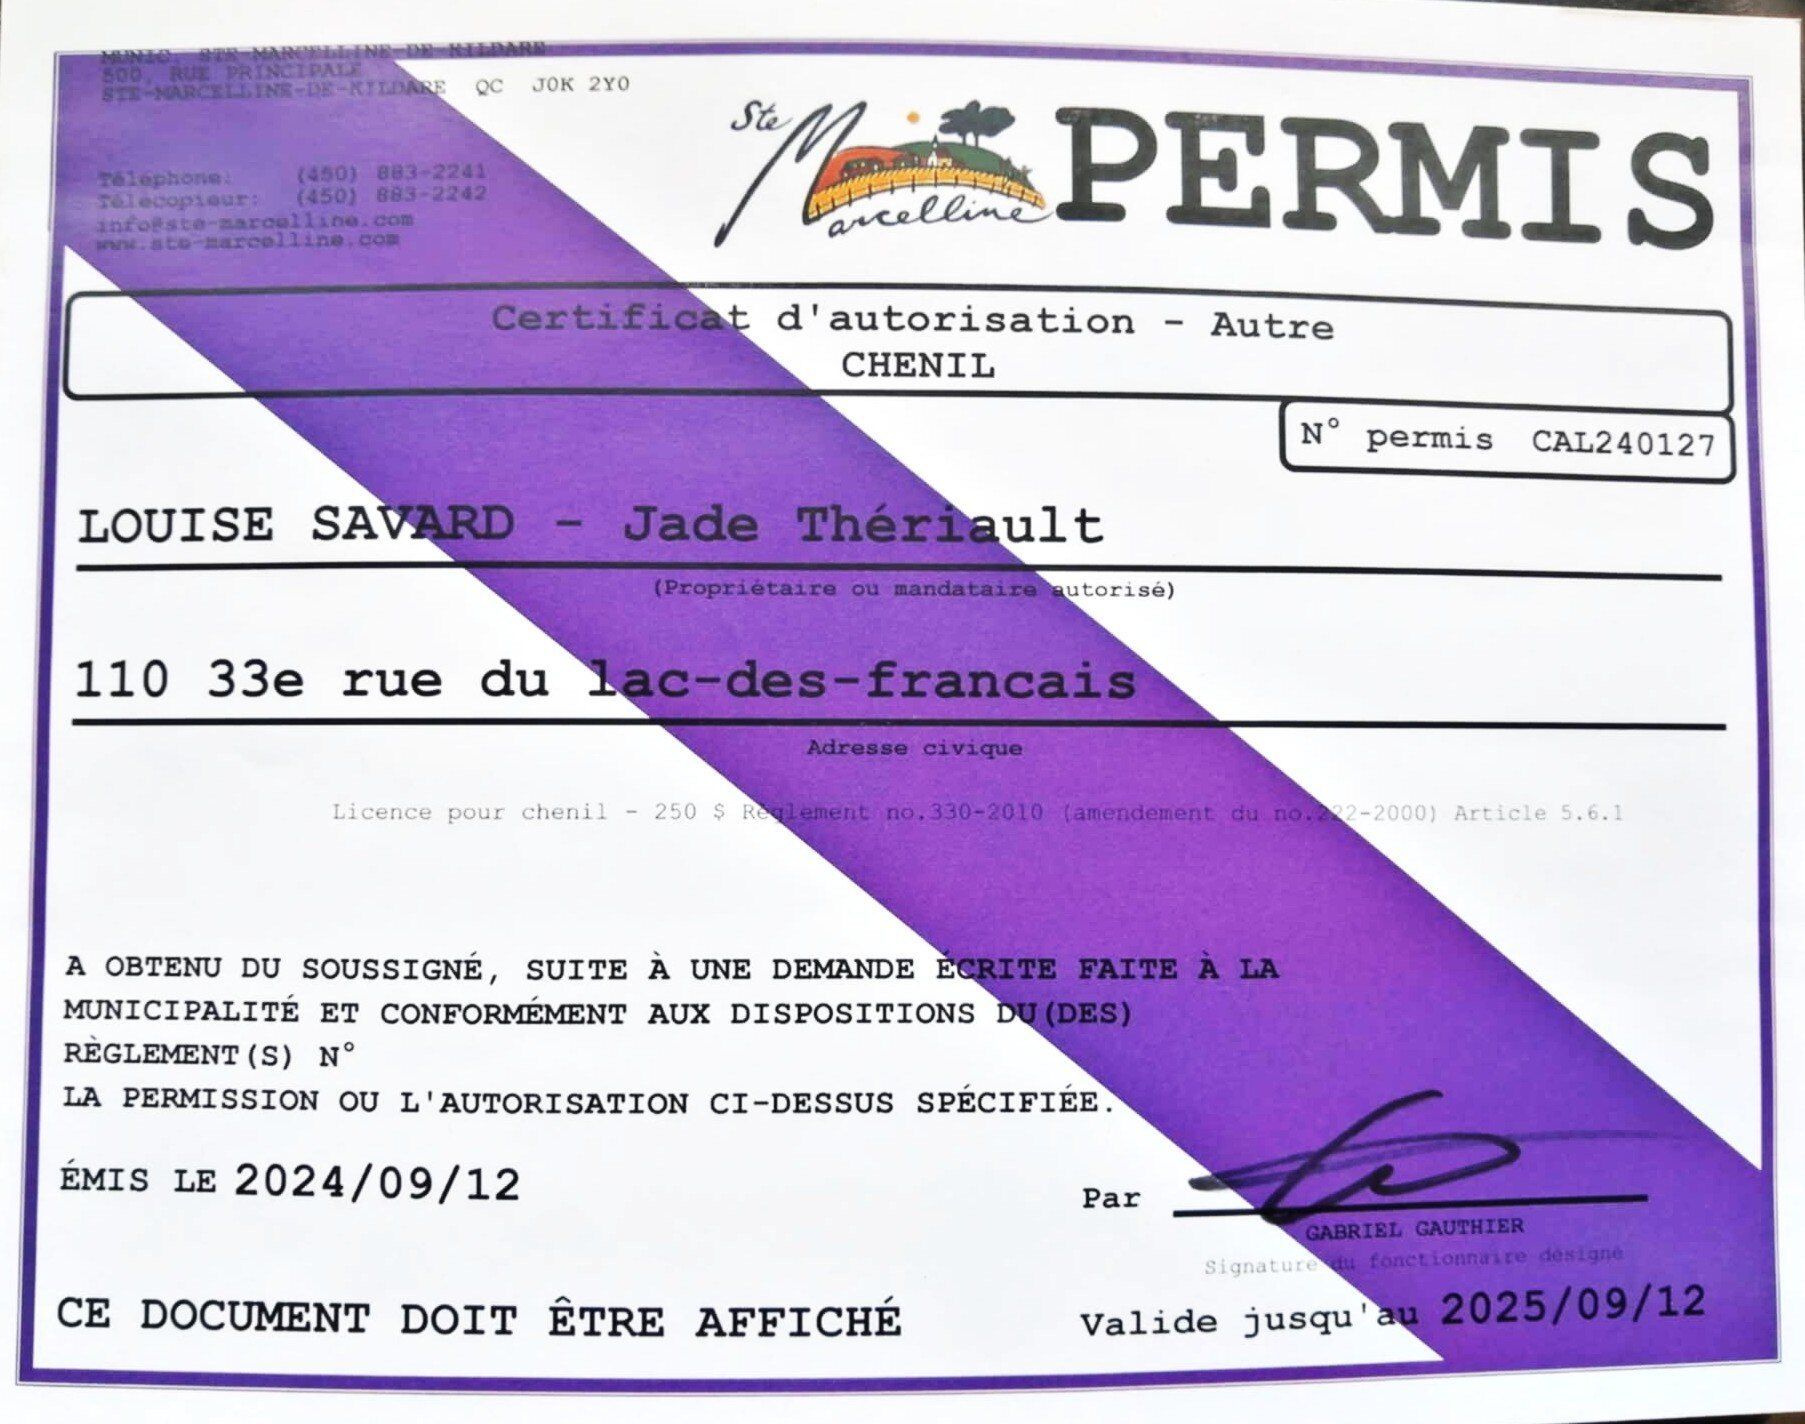 MUNIC. STE-MARCELLINE-DE-KILDARE
500, RUE PRINCIPALE
STE-MARCELLINE-DE-KILDARE QC J0K 2Y0
Téléphone: (450) 883-2241
Télécopieur: (450) 883-2242
info@ste-marcelline.com
www.ste-marcelline.com
Ste Marcelline
PERMIS
Certificat d'autorisation - Autre
CHENIL
N° permis CAL240127
LOUISE SAVARD - Jade Thériault
(Propriétaire ou mandataire autorisé)
110 33e rue du lac-des-francais
Adresse civique
Licence pour chenil - 250 $ Règlement no.330-2010 (amendement du no.222-2000) Article 5.6.1
A OBTENU DU SOUSSIGNÉ, SUITE À UNE DEMANDE ÉCRITE FAITE À LA
MUNICIPALITÉ ET CONFORMÉMENT AUX DISPOSITIONS DU(DES)
RÈGLEMENT(S) N°
LA PERMISSION OU L'AUTORISATION CI-DESSUS SPÉCIFIÉE.
ÉMIS LE 2024/09/12
Par
GABRIEL GAUTHIER
Signature du fonctionnaire désigné
CE DOCUMENT DOIT ÊTRE AFFICHÉ
Valide jusqu'au 2025/09/12